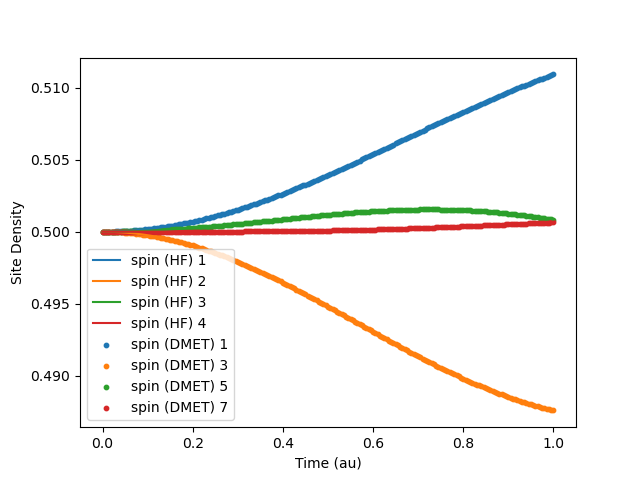 0.510
0.505
0.500
0.495
0.490
Site Density
spin (HF) 1
spin (HF) 2
spin (HF) 3
spin (HF) 4
spin (DMET) 1
spin (DMET) 3
spin (DMET) 5
spin (DMET) 7
0.0 0.2 0.4 0.6 0.8 1.0
Time (au)